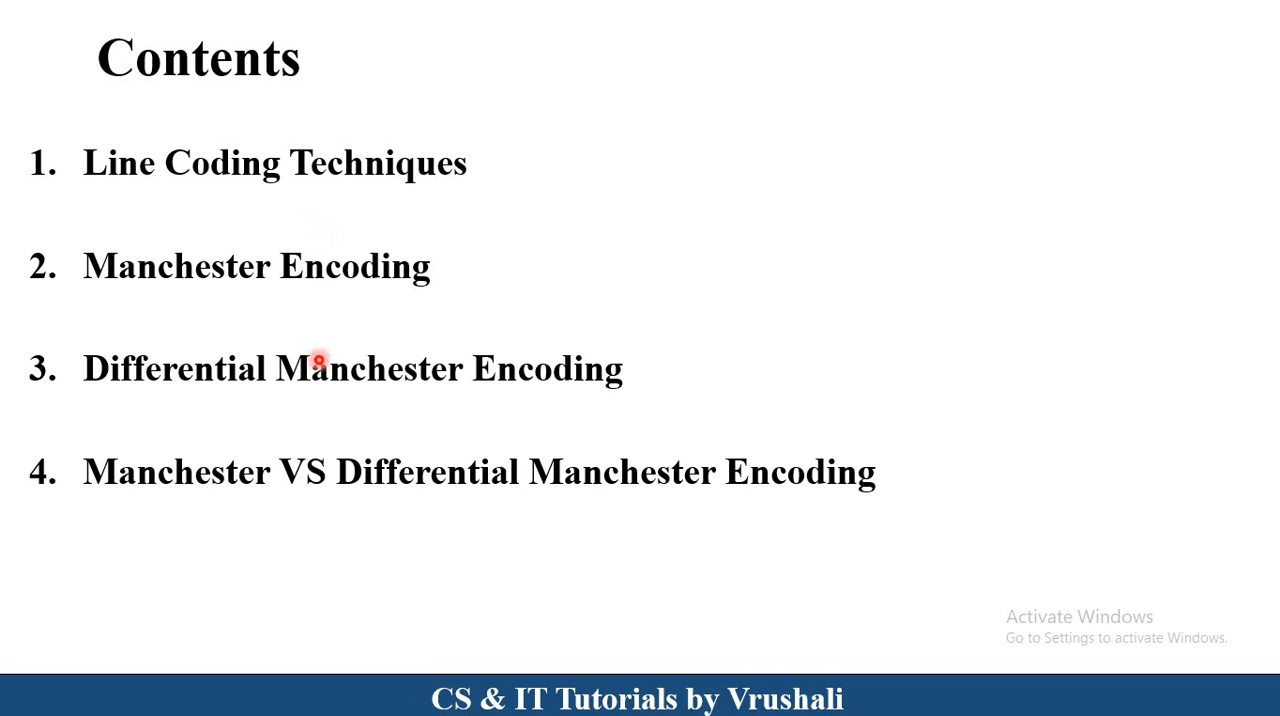 Contents
1. Line Coding Techniques
2. Manchester Encoding
3. Differential Manchester Encoding
4. Manchester VS Differential Manchester Encoding
Activate Windows
Go to Settings to activate Windows.
CS & IT Tutorials by Vrushali